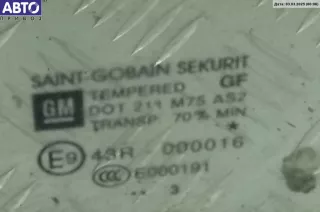 АВТО
ПРИВОЗ
SAINT-GOBAIN SEKURIT
GM TEMPERED GF
DOT 211 M75 AS2
TRANSP 70% MIN
E9 43R - 000016
CCC E000191
3